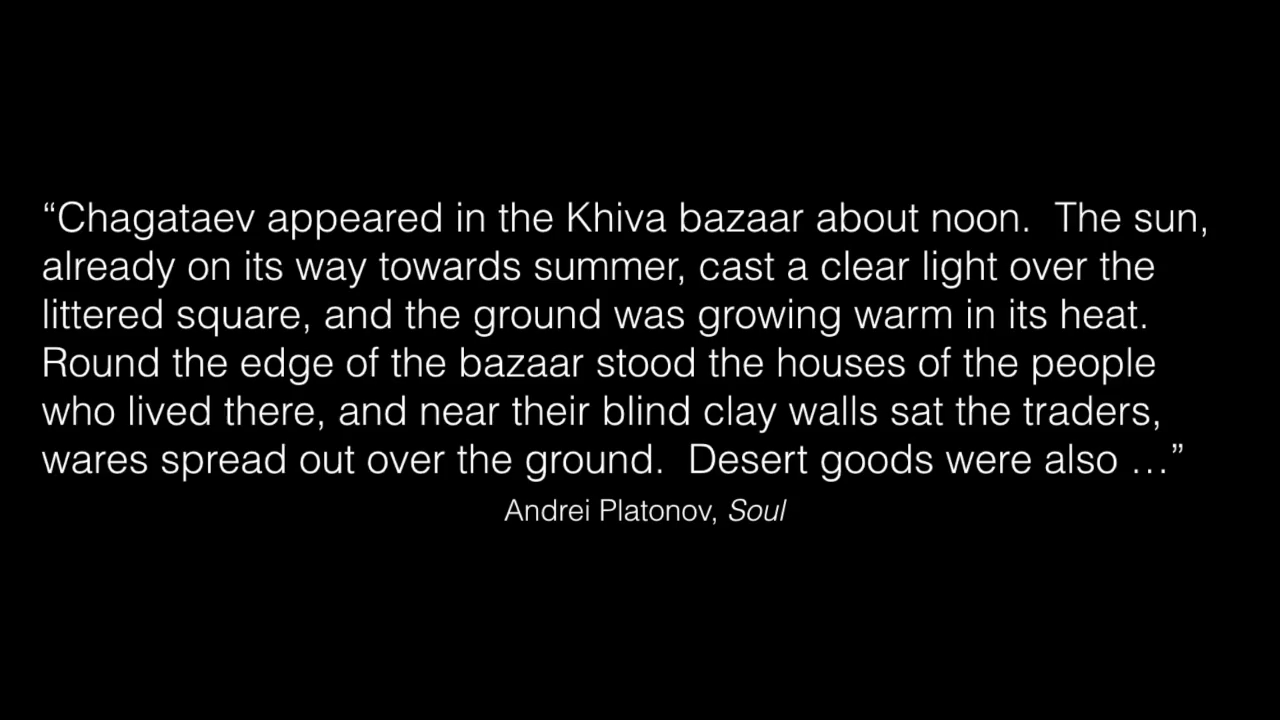 “Chagataev appeared in the Khiva bazaar about noon.  The sun,
already on its way towards summer, cast a clear light over the
littered square, and the ground was growing warm in its heat.
Round the edge of the bazaar stood the houses of the people
who lived there, and near their blind clay walls sat the traders,
wares spread out over the ground.  Desert goods were also …”
Andrei Platonov, Soul